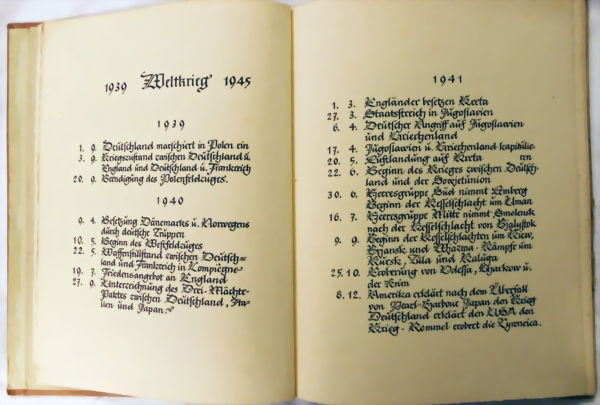 1939 Weltkrieg 1945
1939
1. 9. Deutschland marschiert in Polen ein
3. 9. Kriegszustand zwischen Deutschland u.
England und Deutschland u. Frankreich
20. 9. Beendigung des Polenfeldzuges.
1940
9. 4. Besetzung Dänemarks u. Norwegens
durch deutsche Truppen
10. 5. Beginn des Westfeldzuges
22. 5. Waffenstillstand zwischen Deutsch=
land und Frankreich in Compiègne
19. 7. Friedensangebot an England
27. 9. Unterzeichnung des Drei-Mächte-
Paktes zwischen Deutschland, Ita-
lien und Japan.
1941
1. 3. Engländer besetzen Kreta
27. 3. Staatsstreich in Jugoslavien
6. 4. Deutscher Angriff auf Jugoslawien
und Griechenland
17. 4. Jugoslawien u. Griechenland kapitulie-
20. 5. Luftlandung auf Kreta ren
22. 6. Beginn des Krieges zwischen Deutsch-
land und der Sowjetunion
30. 6. Heeresgruppe Süd nimmt Lemberg
Beginn der Kesselschlacht um Uman
16. 7. Heeresgruppe Mitte nimmt Smolensk
nach der Kesselschlacht von Bjalystok
9. 9. Beginn der Kesselschlachten um Kiew,
Bjansk und Wjasma. Kämpfe um
Kursk, Tula und Kaluga
25. 10. Eroberung von Odessa, Charkow u.
der Krim
8. 12. Amerika erklärt nach dem Überfall
von Pearl-Harbour Japan den Krieg
Deutschland erklärt den USA den
Krieg. Rommel erobert die Cyreneica.